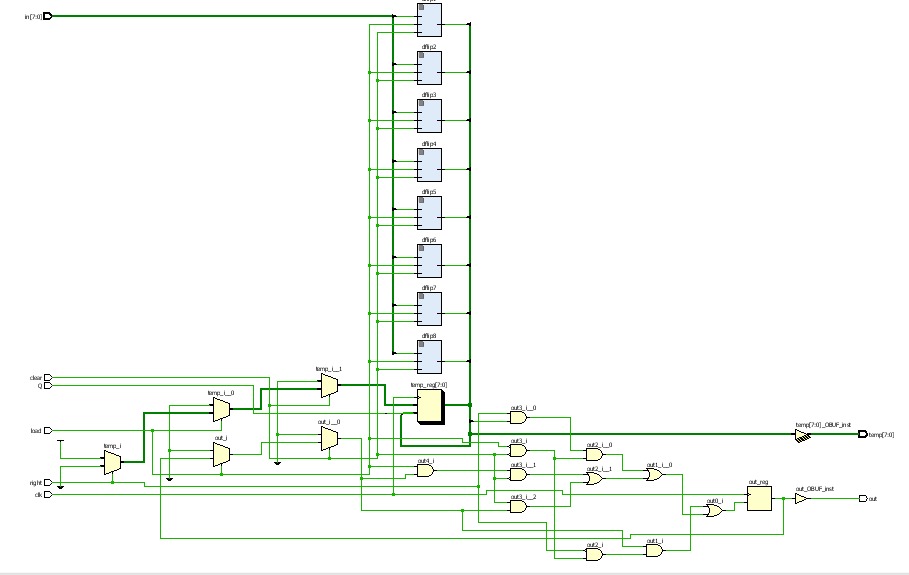 in[7:0]
dflip2
dflip3
dflip4
dflip5
dflip6
dflip7
dflip8
clear
Q
temp_i__1
temp_reg[7:0]
temp_i__0
out3_i__0
load
out_i__0
temp[7:0]_OBUF_inst
temp[7:0]
out_i
out3_i
out2_i__0
temp_i
out4_i
out3_i__1
out2_i__1
out1_i__0
right
clk
out_reg
out_OBUF_inst
out
out3_i__2
out0_i
out2_i
out1_i